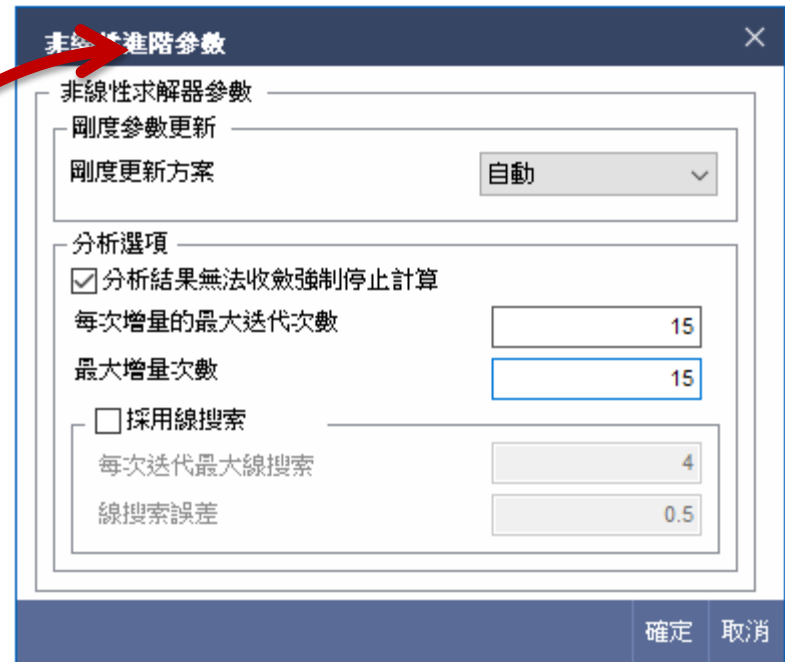 進階參數
非線性求解器參數
剛度參數更新
剛度更新方案
自動
分析選項
分析結果無法收斂強制停止計算
每次增量的最大迭代次數
15
最大增量次數
15
採用線搜索
每次迭代最大線搜索
4
線搜索誤差
0.5
確定
取消